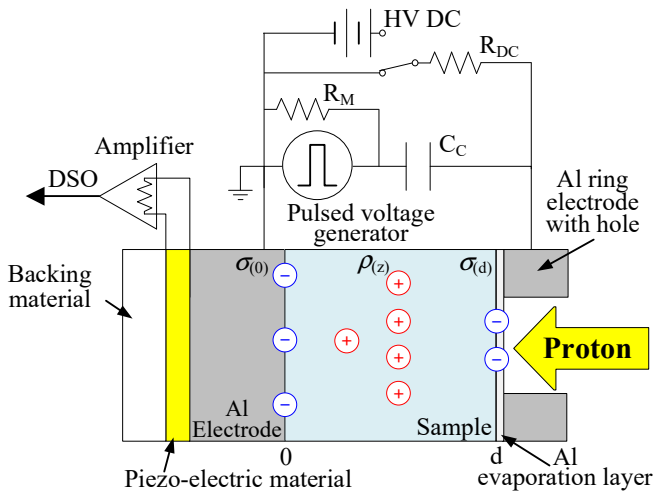 HV DC
R_DC
R_M
Amplifier
DSO
C_C
Pulsed voltage
generator
Al ring
electrode
with hole
Backing
material
σ(0)
ρ(z)
σ(d)
−
+
−
+
−
+
−
+
+
−
Proton
Al
Electrode
Sample
0
d
Al
evaporation layer
Piezo-electric material